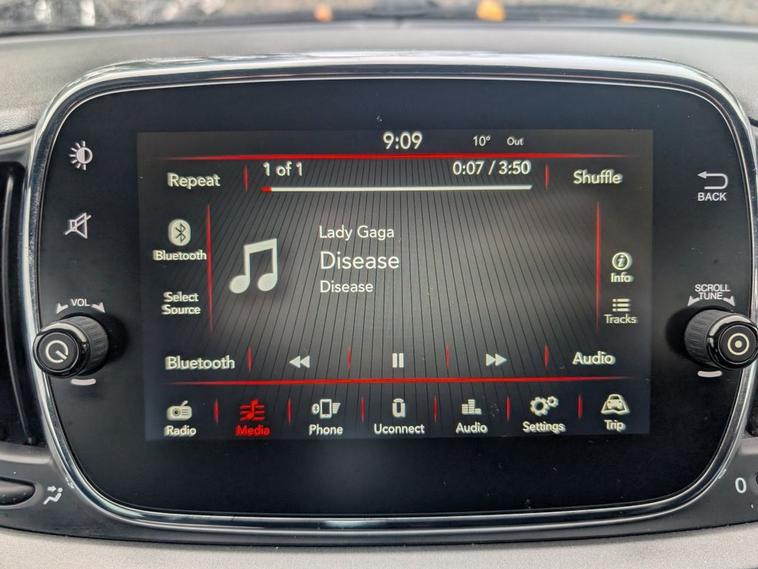 9:09
10° Out
Repeat
1 of 1
0:07 / 3:50
Shuffle
BACK
Bluetooth
Lady Gaga
Disease
Disease
Info
Select
Source
Tracks
VOL
SCROLL
TUNE
Bluetooth
Audio
Radio
Media
Phone
Uconnect
Audio
Settings
Trip
0